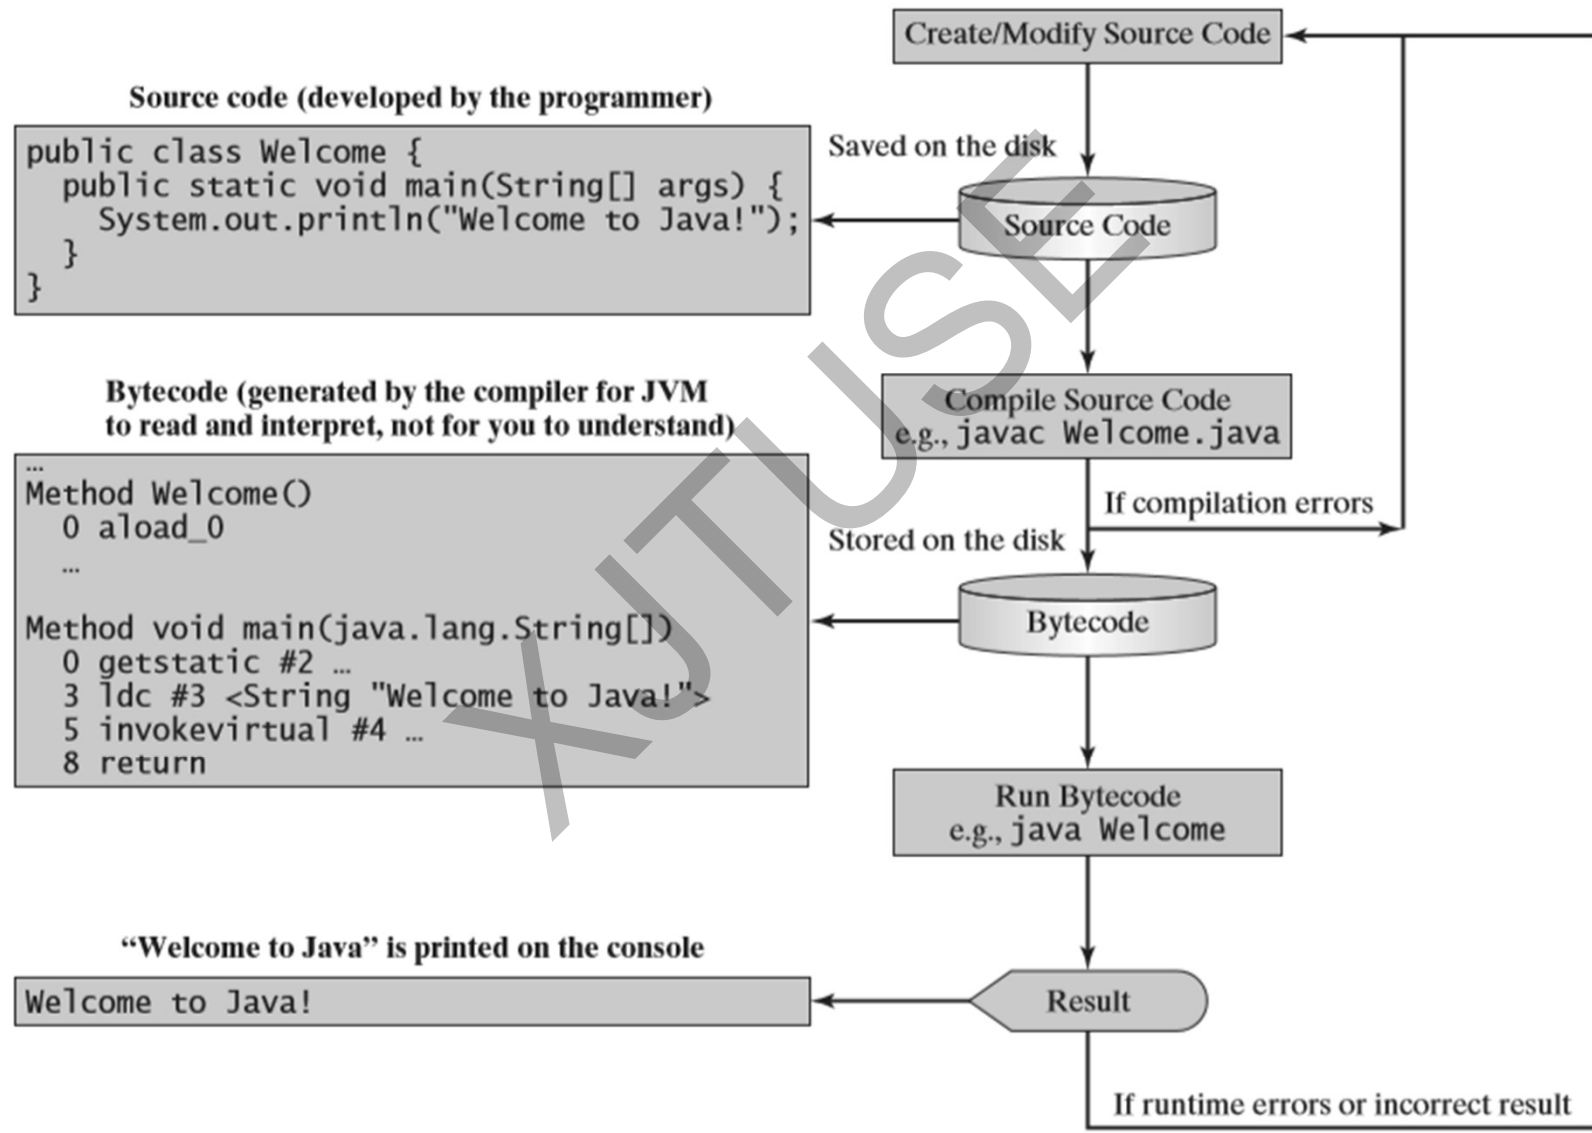 Create/Modify Source Code
Source code (developed by the programmer)
public class Welcome {
  public static void main(String[] args) {
    System.out.println("Welcome to Java!");
  }
}
Saved on the disk
Source Code
Compile Source Code
e.g., javac Welcome.java
If compilation errors
Bytecode (generated by the compiler for JVM
to read and interpret, not for you to understand)
…
Method Welcome()
  0 aload_0
  …
Method void main(java.lang.String[])
  0 getstatic #2 …
  3 ldc #3 <String "Welcome to Java!">
  5 invokevirtual #4 …
  8 return
Stored on the disk
Bytecode
Run Bytecode
e.g., java Welcome
“Welcome to Java” is printed on the console
Welcome to Java!
Result
If runtime errors or incorrect result
XJTUSE